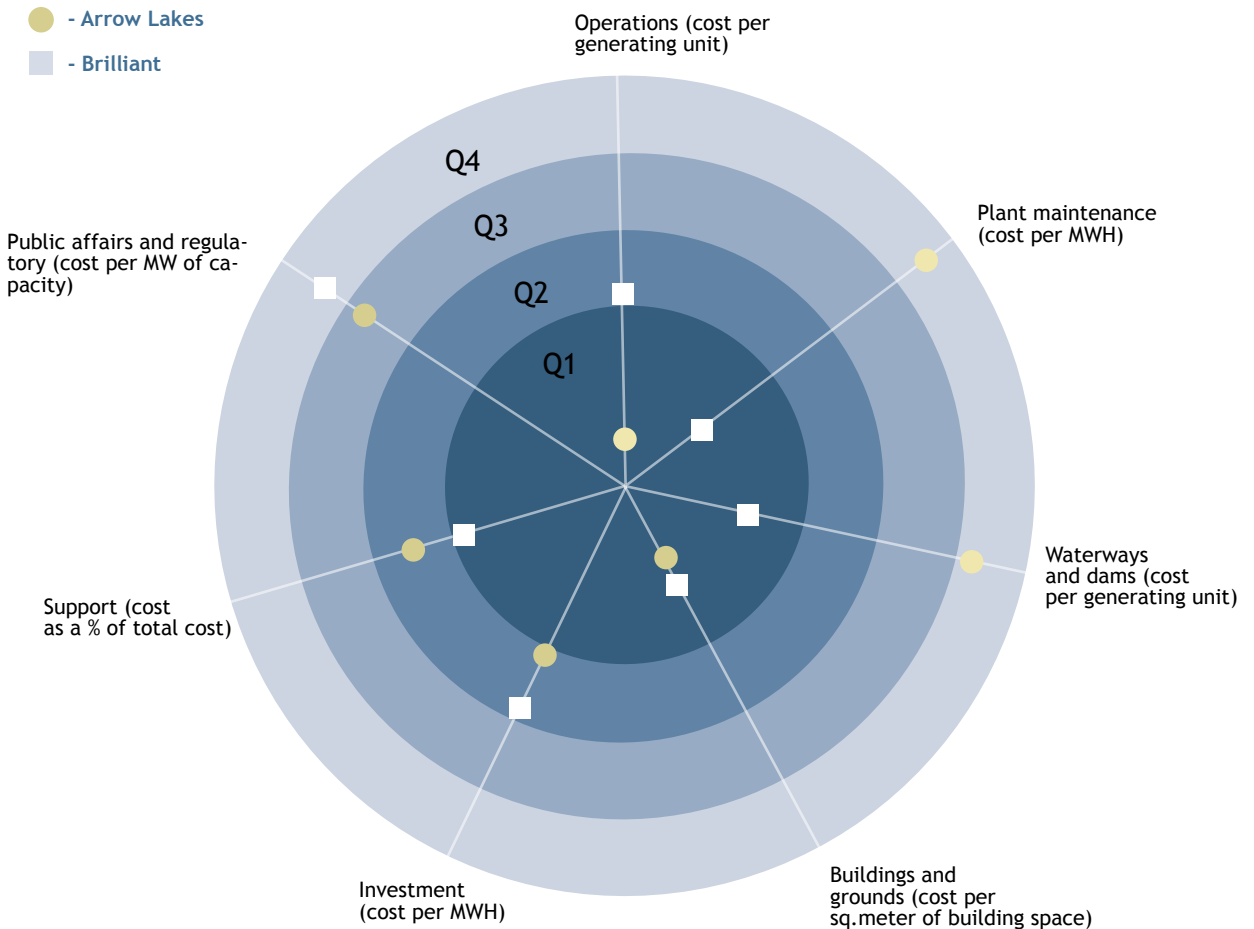 - Arrow Lakes
- Brilliant
Operations (cost per
generating unit)
Q4
Q3
Q2
Q1
Plant maintenance
(cost per MWH)
Public affairs and regula-
tory (cost per MW of ca-
pacity)
Waterways
and dams (cost
per generating unit)
Support (cost
as a % of total cost)
Buildings and
grounds (cost per
sq.meter of building space)
Investment
(cost per MWH)